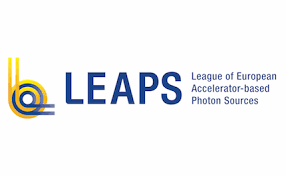 LEAPS
League of European
Accelerator-based
Photon Sources